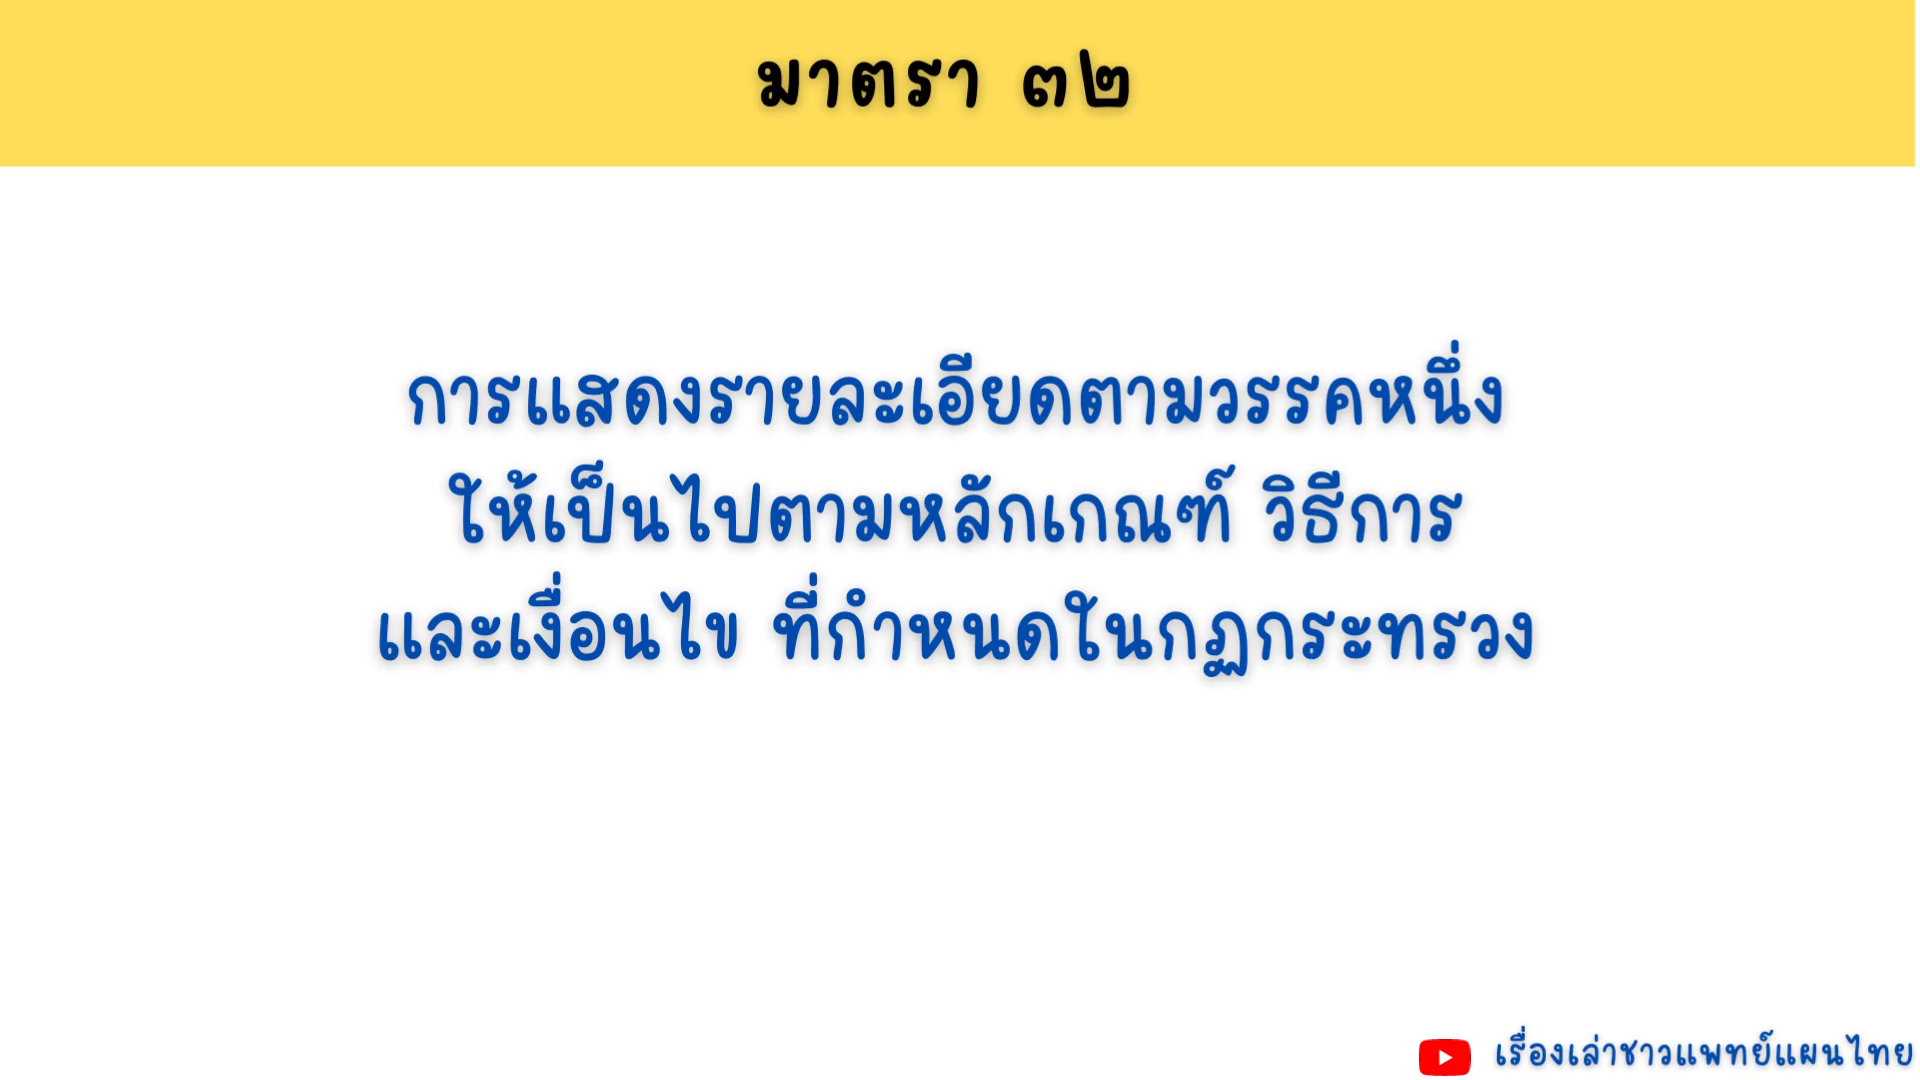 มาตรา ๓๒
การแสดงรายละเอียดตามวรรคหนึ่ง
ให้เป็นไปตามหลักเกณฑ์ วิธีการ
และเงื่อนไข ที่กำหนดในกฏกระทรวง
เรื่องเล่าชาวแพทย์แผนไทย